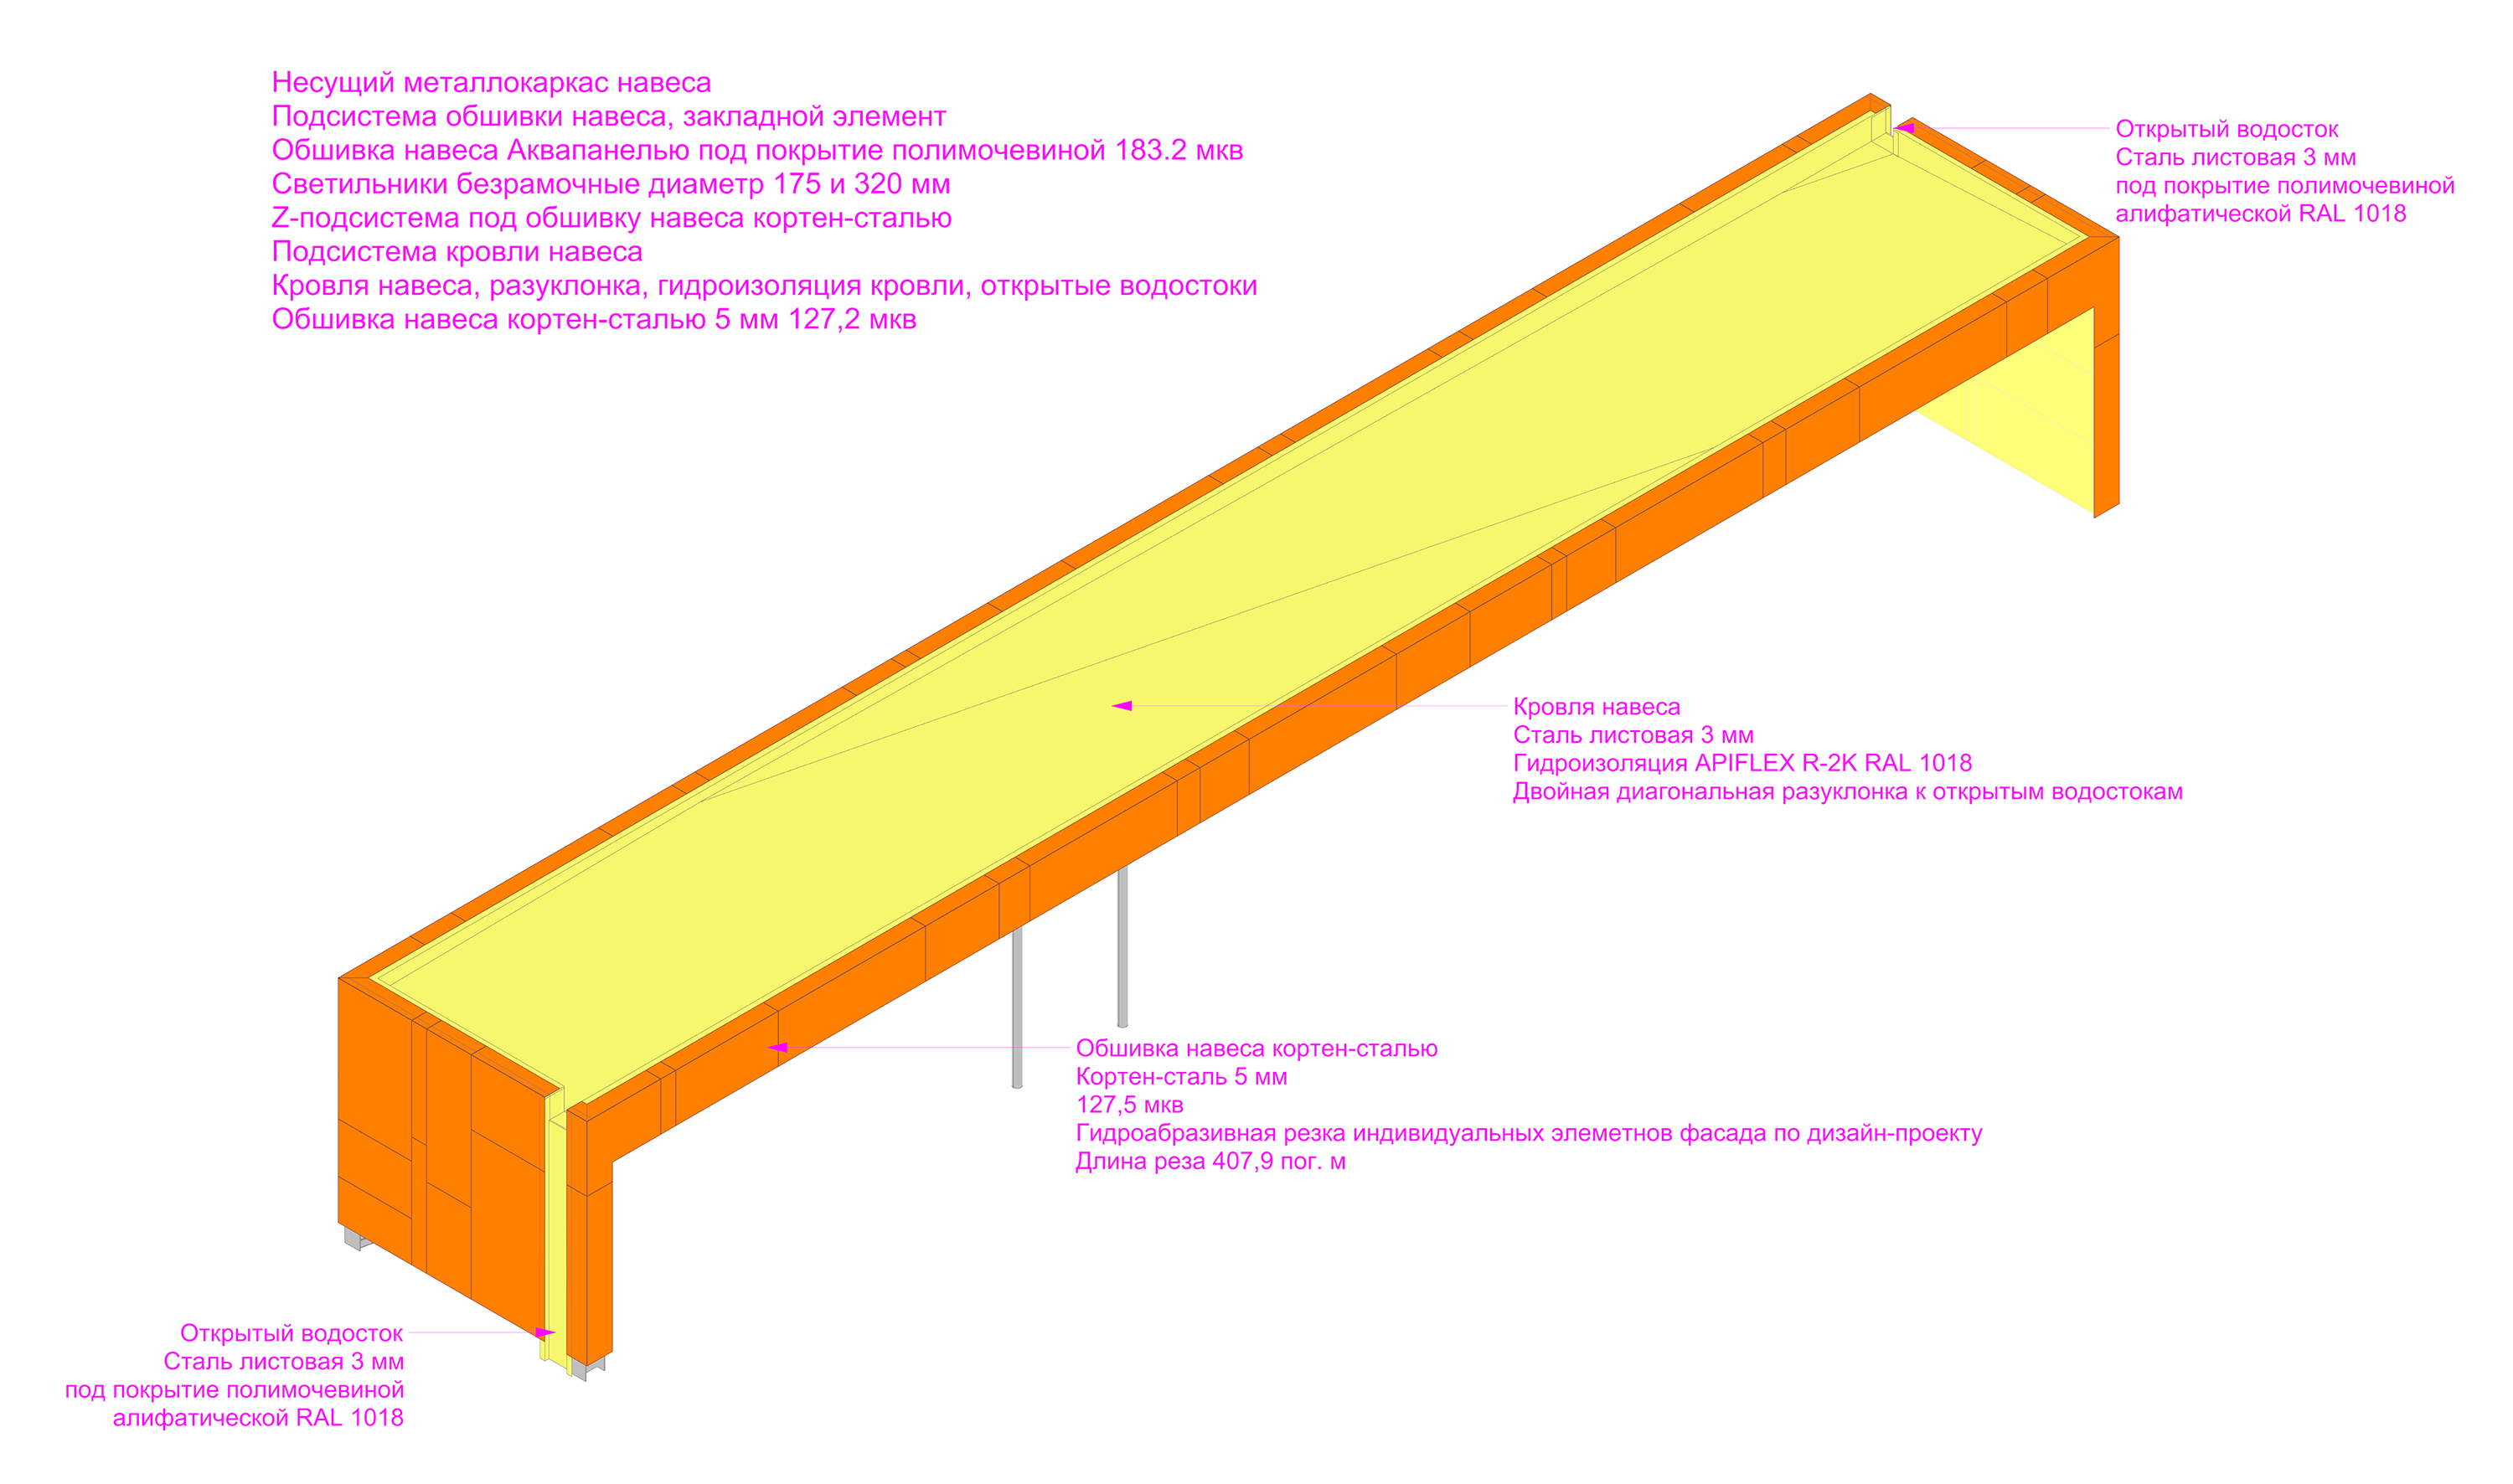 Несущий металлокаркас навеса
Подсистема обшивки навеса, закладной элемент
Обшивка навеса Аквапанелью под покрытие полимочевиной 183.2 мкв
Светильники безрамочные диаметр 175 и 320 мм
Z-подсистема под обшивку навеса кортен-сталью
Подсистема кровли навеса
Кровля навеса, разуклонка, гидроизоляция кровли, открытые водостоки
Обшивка навеса кортен-сталью 5 мм 127,2 мкв
Открытый водосток
Сталь листовая 3 мм
под покрытие полимочевиной
алифатической RAL 1018
Кровля навеса
Сталь листовая 3 мм
Гидроизоляция APIFLEX R-2K RAL 1018
Двойная диагональная разуклонка к открытым водостокам
Обшивка навеса кортен-сталью
Кортен-сталь 5 мм
127,5 мкв
Гидроабразивная резка индивидуальных элеметнов фасада по дизайн-проекту
Длина реза 407,9 пог. м
Открытый водосток
Сталь листовая 3 мм
под покрытие полимочевиной
алифатической RAL 1018